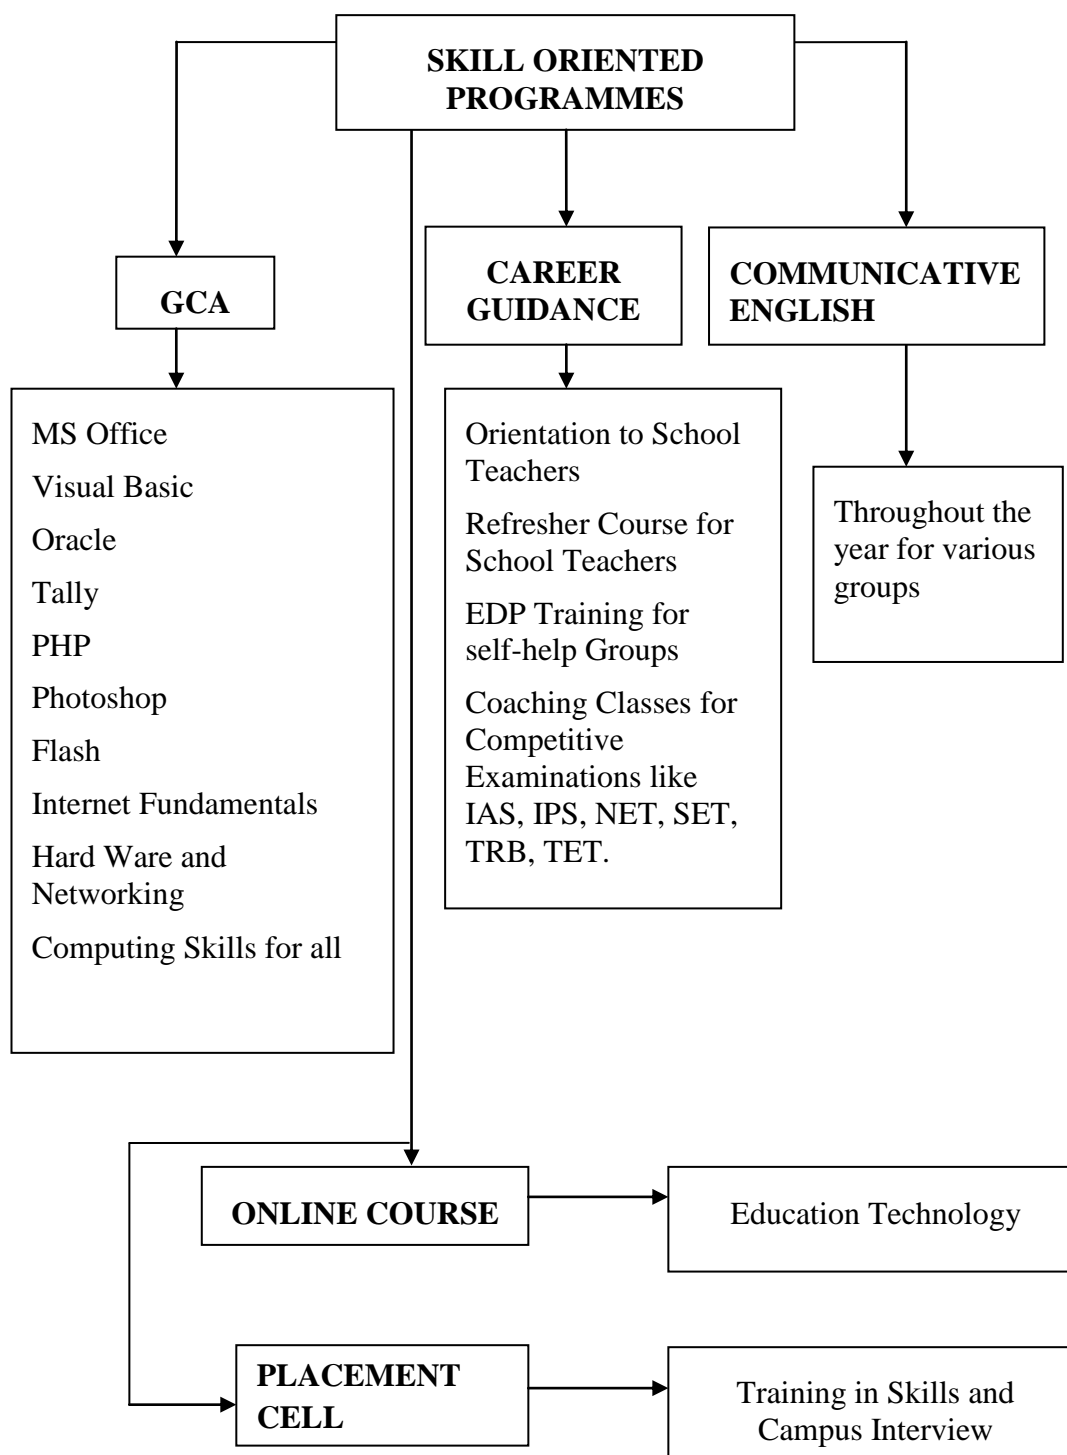 SKILL ORIENTED
PROGRAMMES
GCA
CAREER
GUIDANCE
COMMUNICATIVE
ENGLISH
MS Office
Visual Basic
Oracle
Tally
PHP
Photoshop
Flash
Internet Fundamentals
Hard Ware and
Networking
Computing Skills for all
Orientation to School
Teachers
Refresher Course for
School Teachers
EDP Training for
self-help Groups
Coaching Classes for
Competitive
Examinations like
IAS, IPS, NET, SET,
TRB, TET.
Throughout the
year for various
groups
ONLINE COURSE
Education Technology
PLACEMENT
CELL
Training in Skills and
Campus Interview